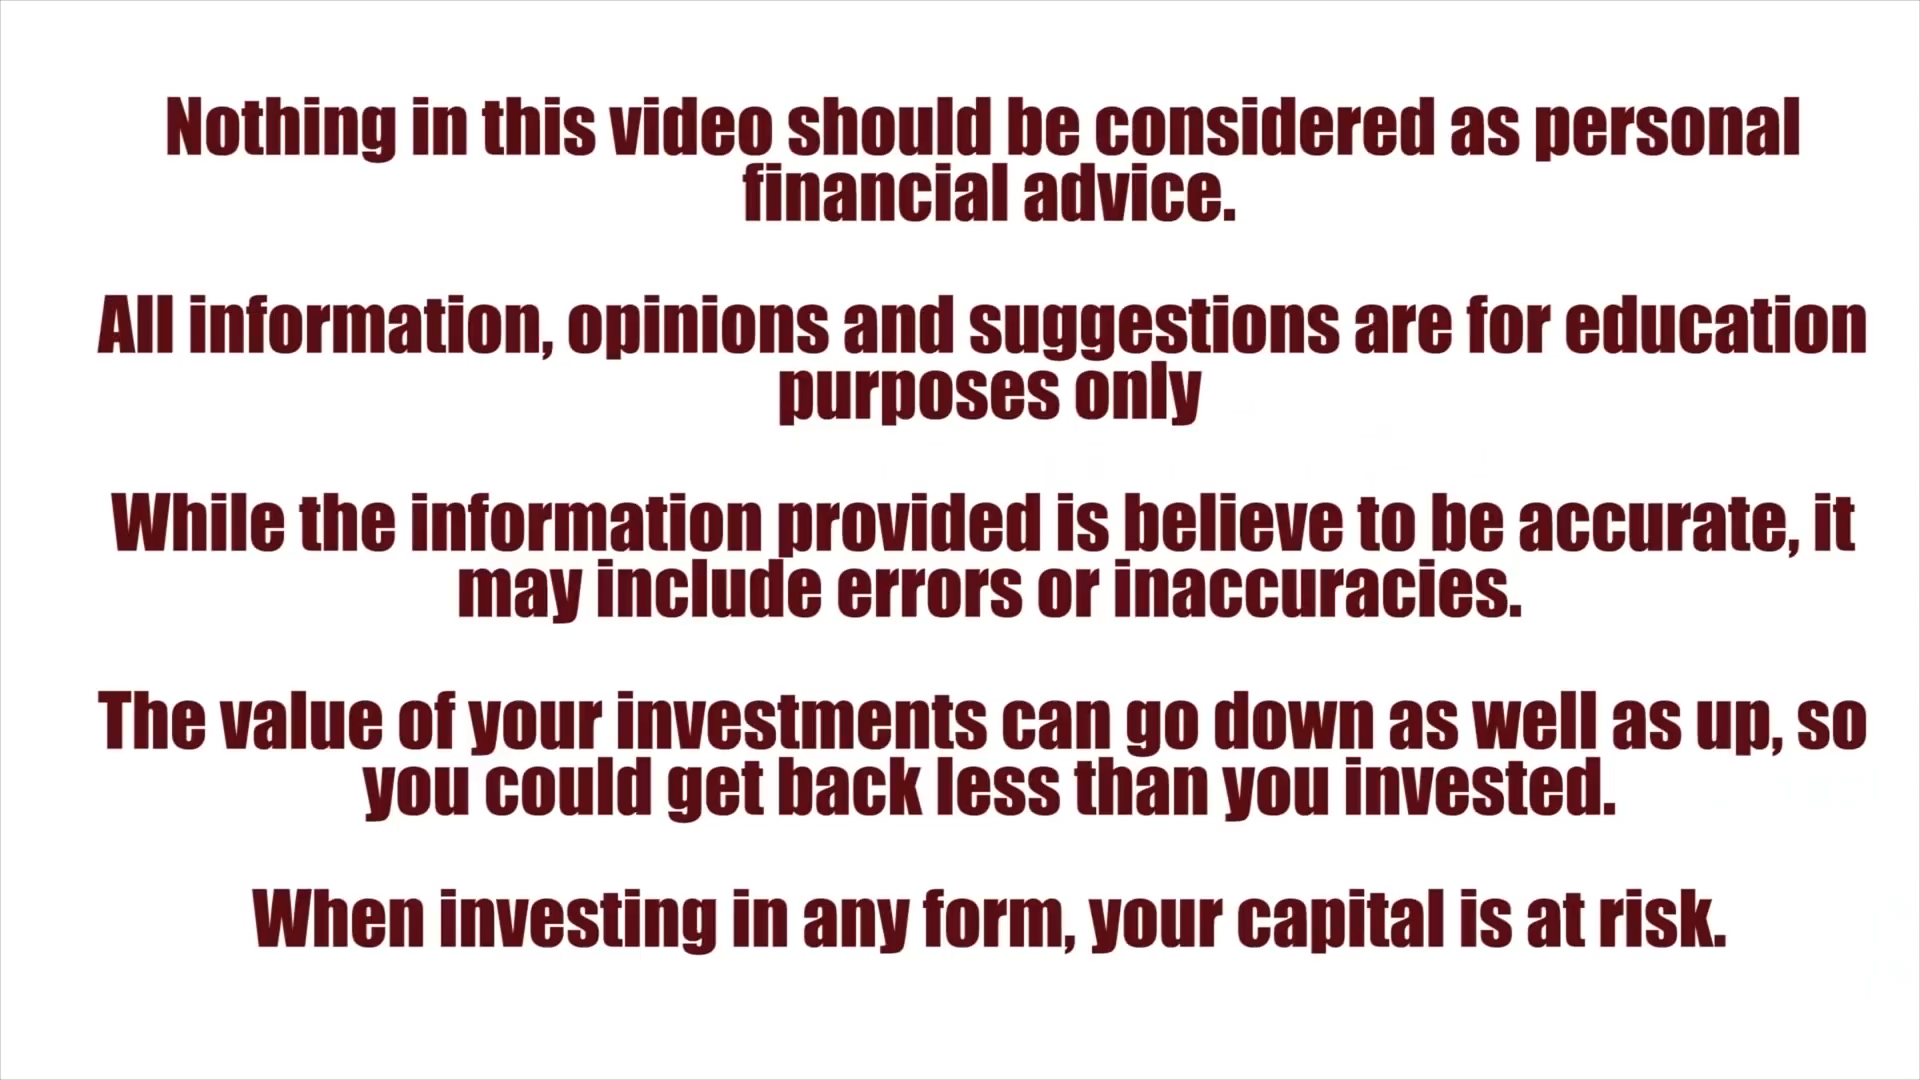 Nothing in this video should be considered as personal
financial advice.
All information, opinions and suggestions are for education
purposes only
While the information provided is believe to be accurate, it
may include errors or inaccuracies.
The value of your investments can go down as well as up, so
you could get back less than you invested.
When investing in any form, your capital is at risk.